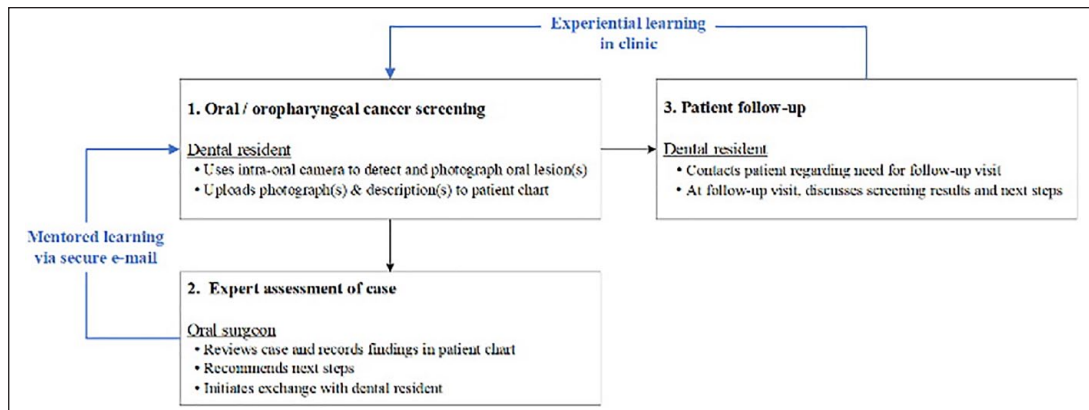 Experiential learning
in clinic
1. Oral / oropharyngeal cancer screening
Dental resident
• Uses intra-oral camera to detect and photograph oral lesion(s)
• Uploads photograph(s) & description(s) to patient chart
3. Patient follow-up
Dental resident
• Contacts patient regarding need for follow-up visit
• At follow-up visit, discusses screening results and next steps
Mentored learning
via secure e-mail
2. Expert assessment of case
Oral surgeon
• Reviews case and records findings in patient chart
• Recommends next steps
• Initiates exchange with dental resident